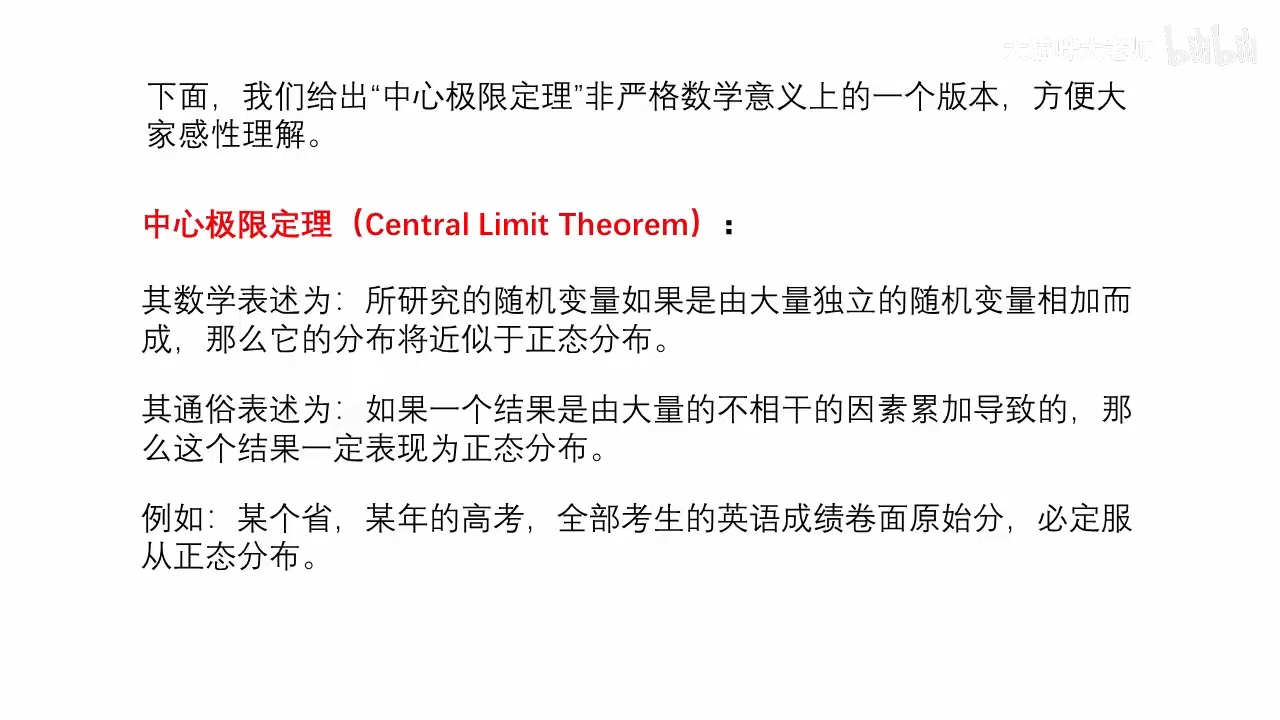 大猫咪大老师 bilibili
下面，我们给出“中心极限定理”非严格数学意义上的一个版本，方便大
家感性理解。
中心极限定理（Central Limit Theorem）：
其数学表述为：所研究的随机变量如果是由大量独立的随机变量相加而
成，那么它的分布将近似于正态分布。
其通俗表述为：如果一个结果是由大量的不相干的因素累加导致的，那
么这个结果一定表现为正态分布。
例如：某个省，某年的高考，全部考生的英语成绩卷面原始分，必定服
从正态分布。